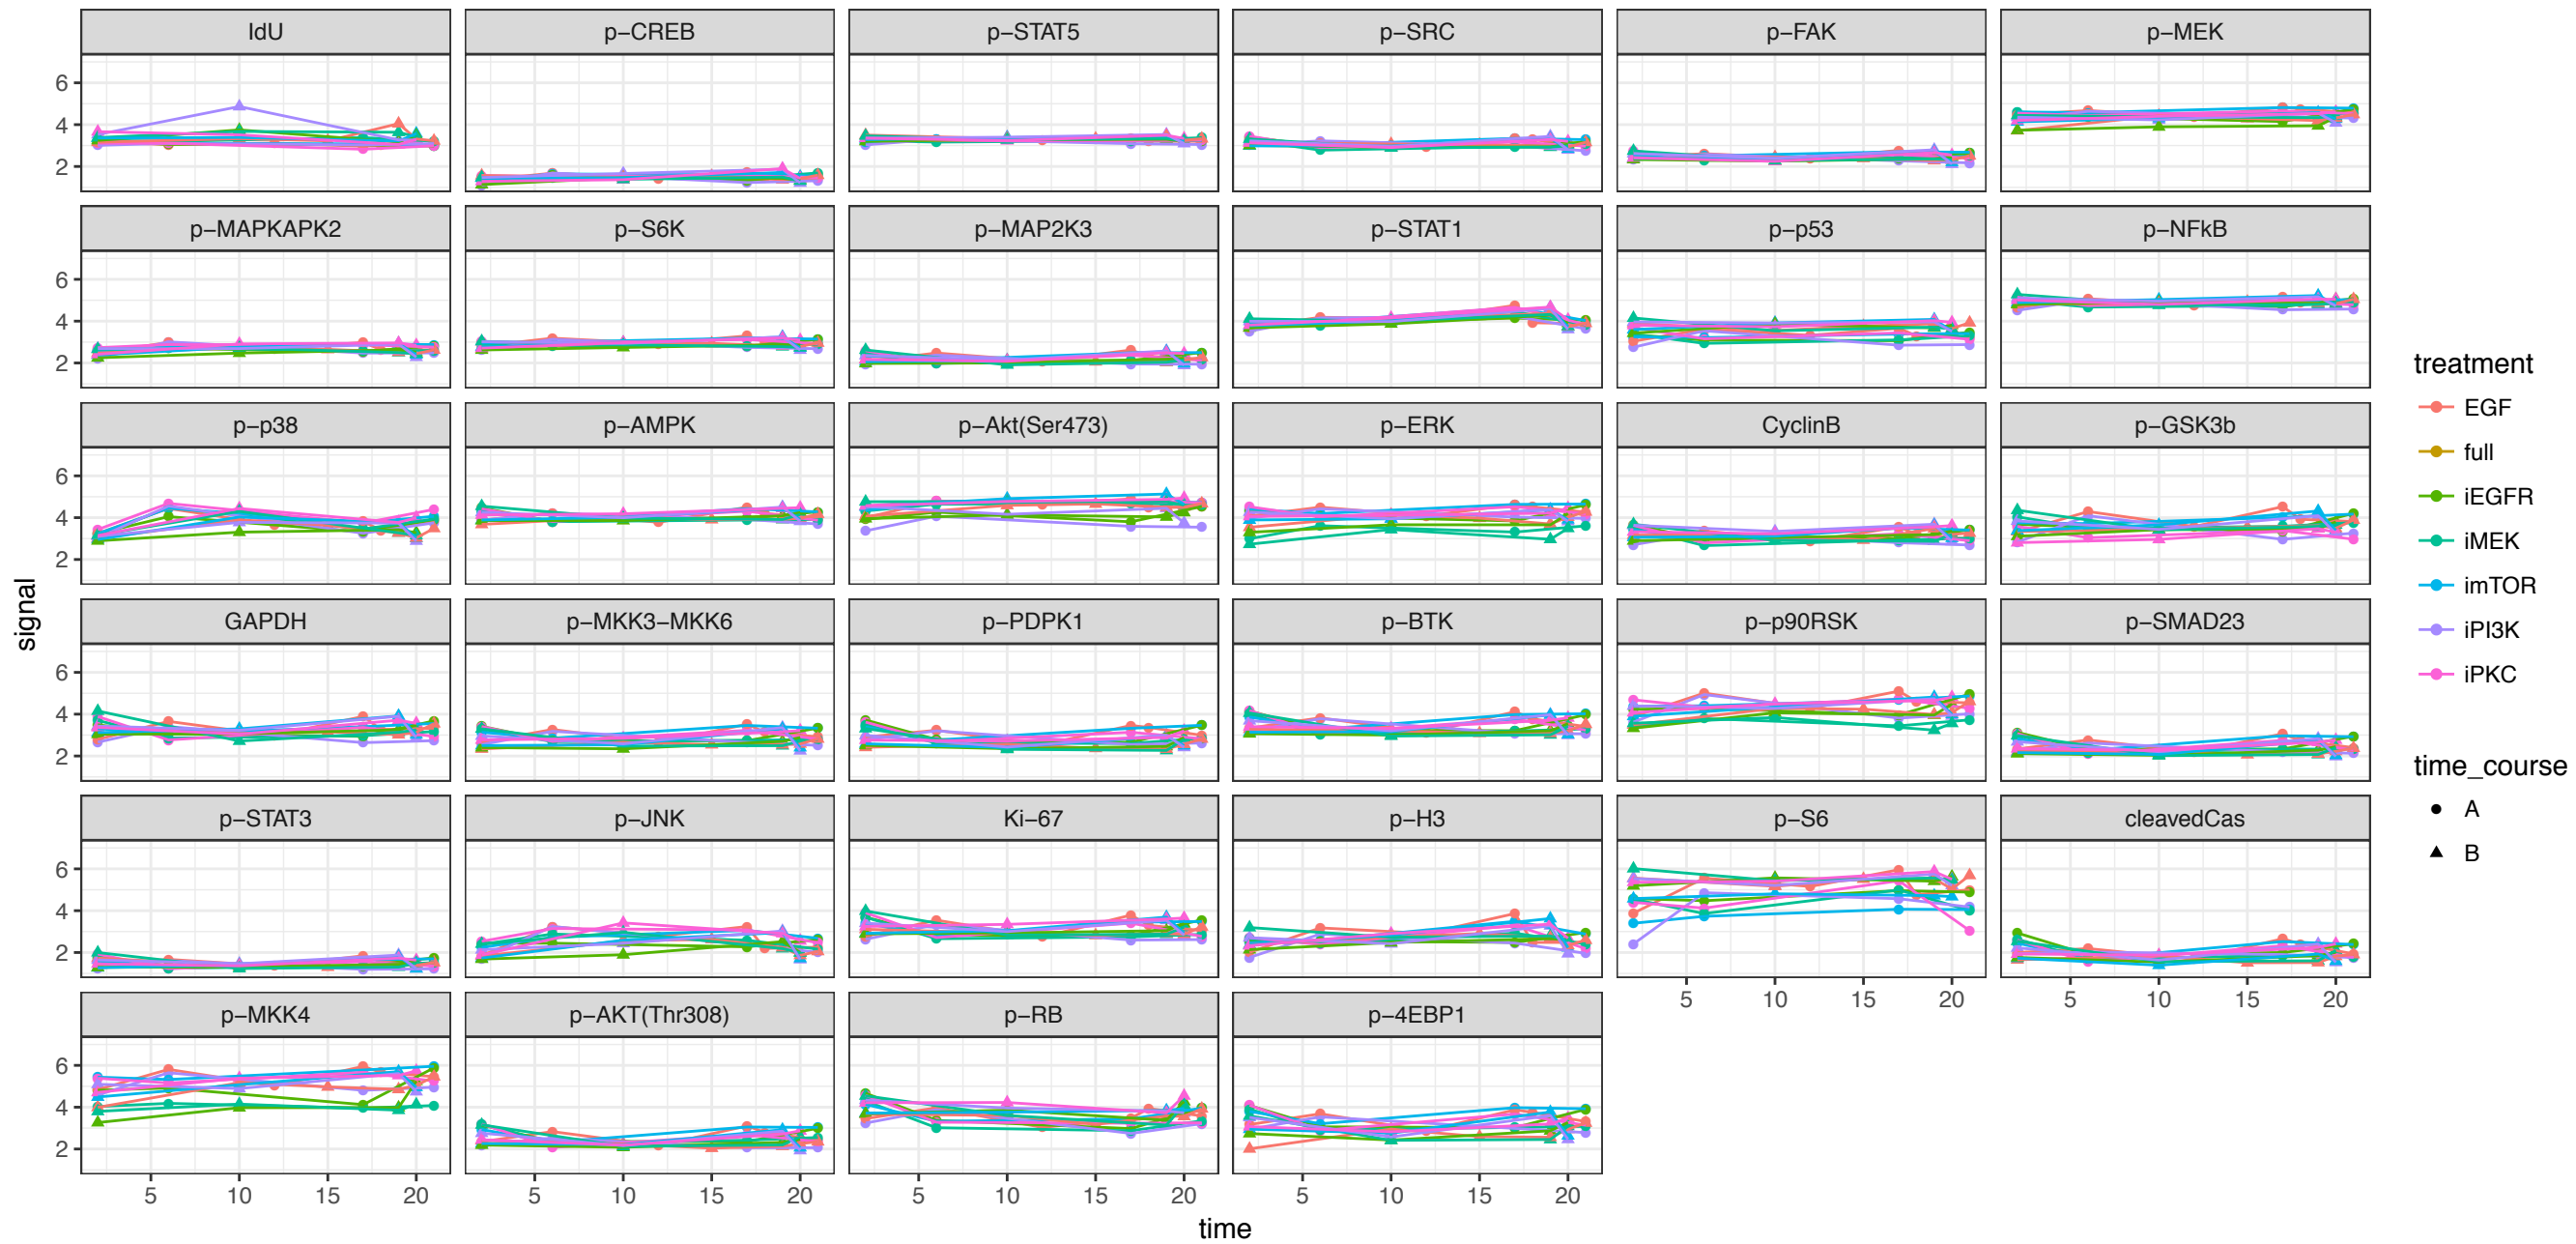 IdU p−CREB p−STAT5 p−SRC p−FAK p−MEK
6
4
2
p−MAPKAPK2 p−S6K p−MAP2K3 p−STAT1 p−p53 p−NFkB
6
4
2
p−p38 p−AMPK p−Akt(Ser473) p−ERK CyclinB p−GSK3b
6
4
2
GAPDH p−MKK3−MKK6 p−PDPK1 p−BTK p−p90RSK p−SMAD23
6
4
2
p−STAT3 p−JNK Ki−67 p−H3 p−S6 cleavedCas
6
4
2
5 10 15 20 5 10 15 20
p−MKK4 p−AKT(Thr308) p−RB p−4EBP1
6
4
2
5 10 15 20 5 10 15 20 5 10 15 20 5 10 15 20
time
signal
treatment
EGF
full
iEGFR
iMEK
imTOR
iPI3K
iPKC
time_course
A
B